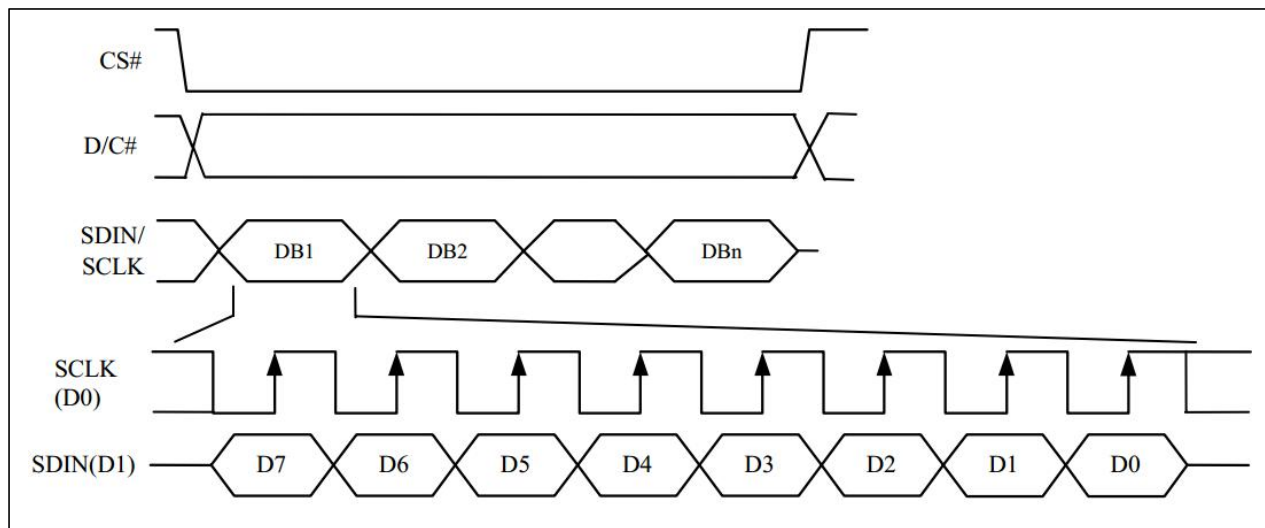 CS#
D/C#
SDIN/
SCLK
DB1 DB2 DBn
SCLK
(D0)
SDIN(D1) D7 D6 D5 D4 D3 D2 D1 D0